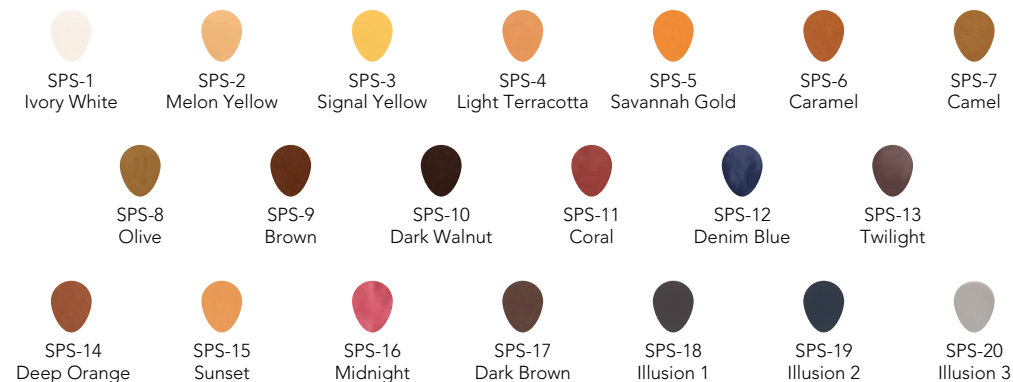 SPS-1 SPS-2 SPS-3 SPS-4 SPS-5 SPS-6 SPS-7
Ivory White Melon Yellow Signal Yellow Light Terracotta Savannah Gold Caramel Camel
SPS-8 SPS-9 SPS-10 SPS-11 SPS-12 SPS-13
Olive Brown Dark Walnut Coral Denim Blue Twilight
SPS-14 SPS-15 SPS-16 SPS-17 SPS-18 SPS-19 SPS-20
Deep Orange Sunset Midnight Dark Brown Illusion 1 Illusion 2 Illusion 3